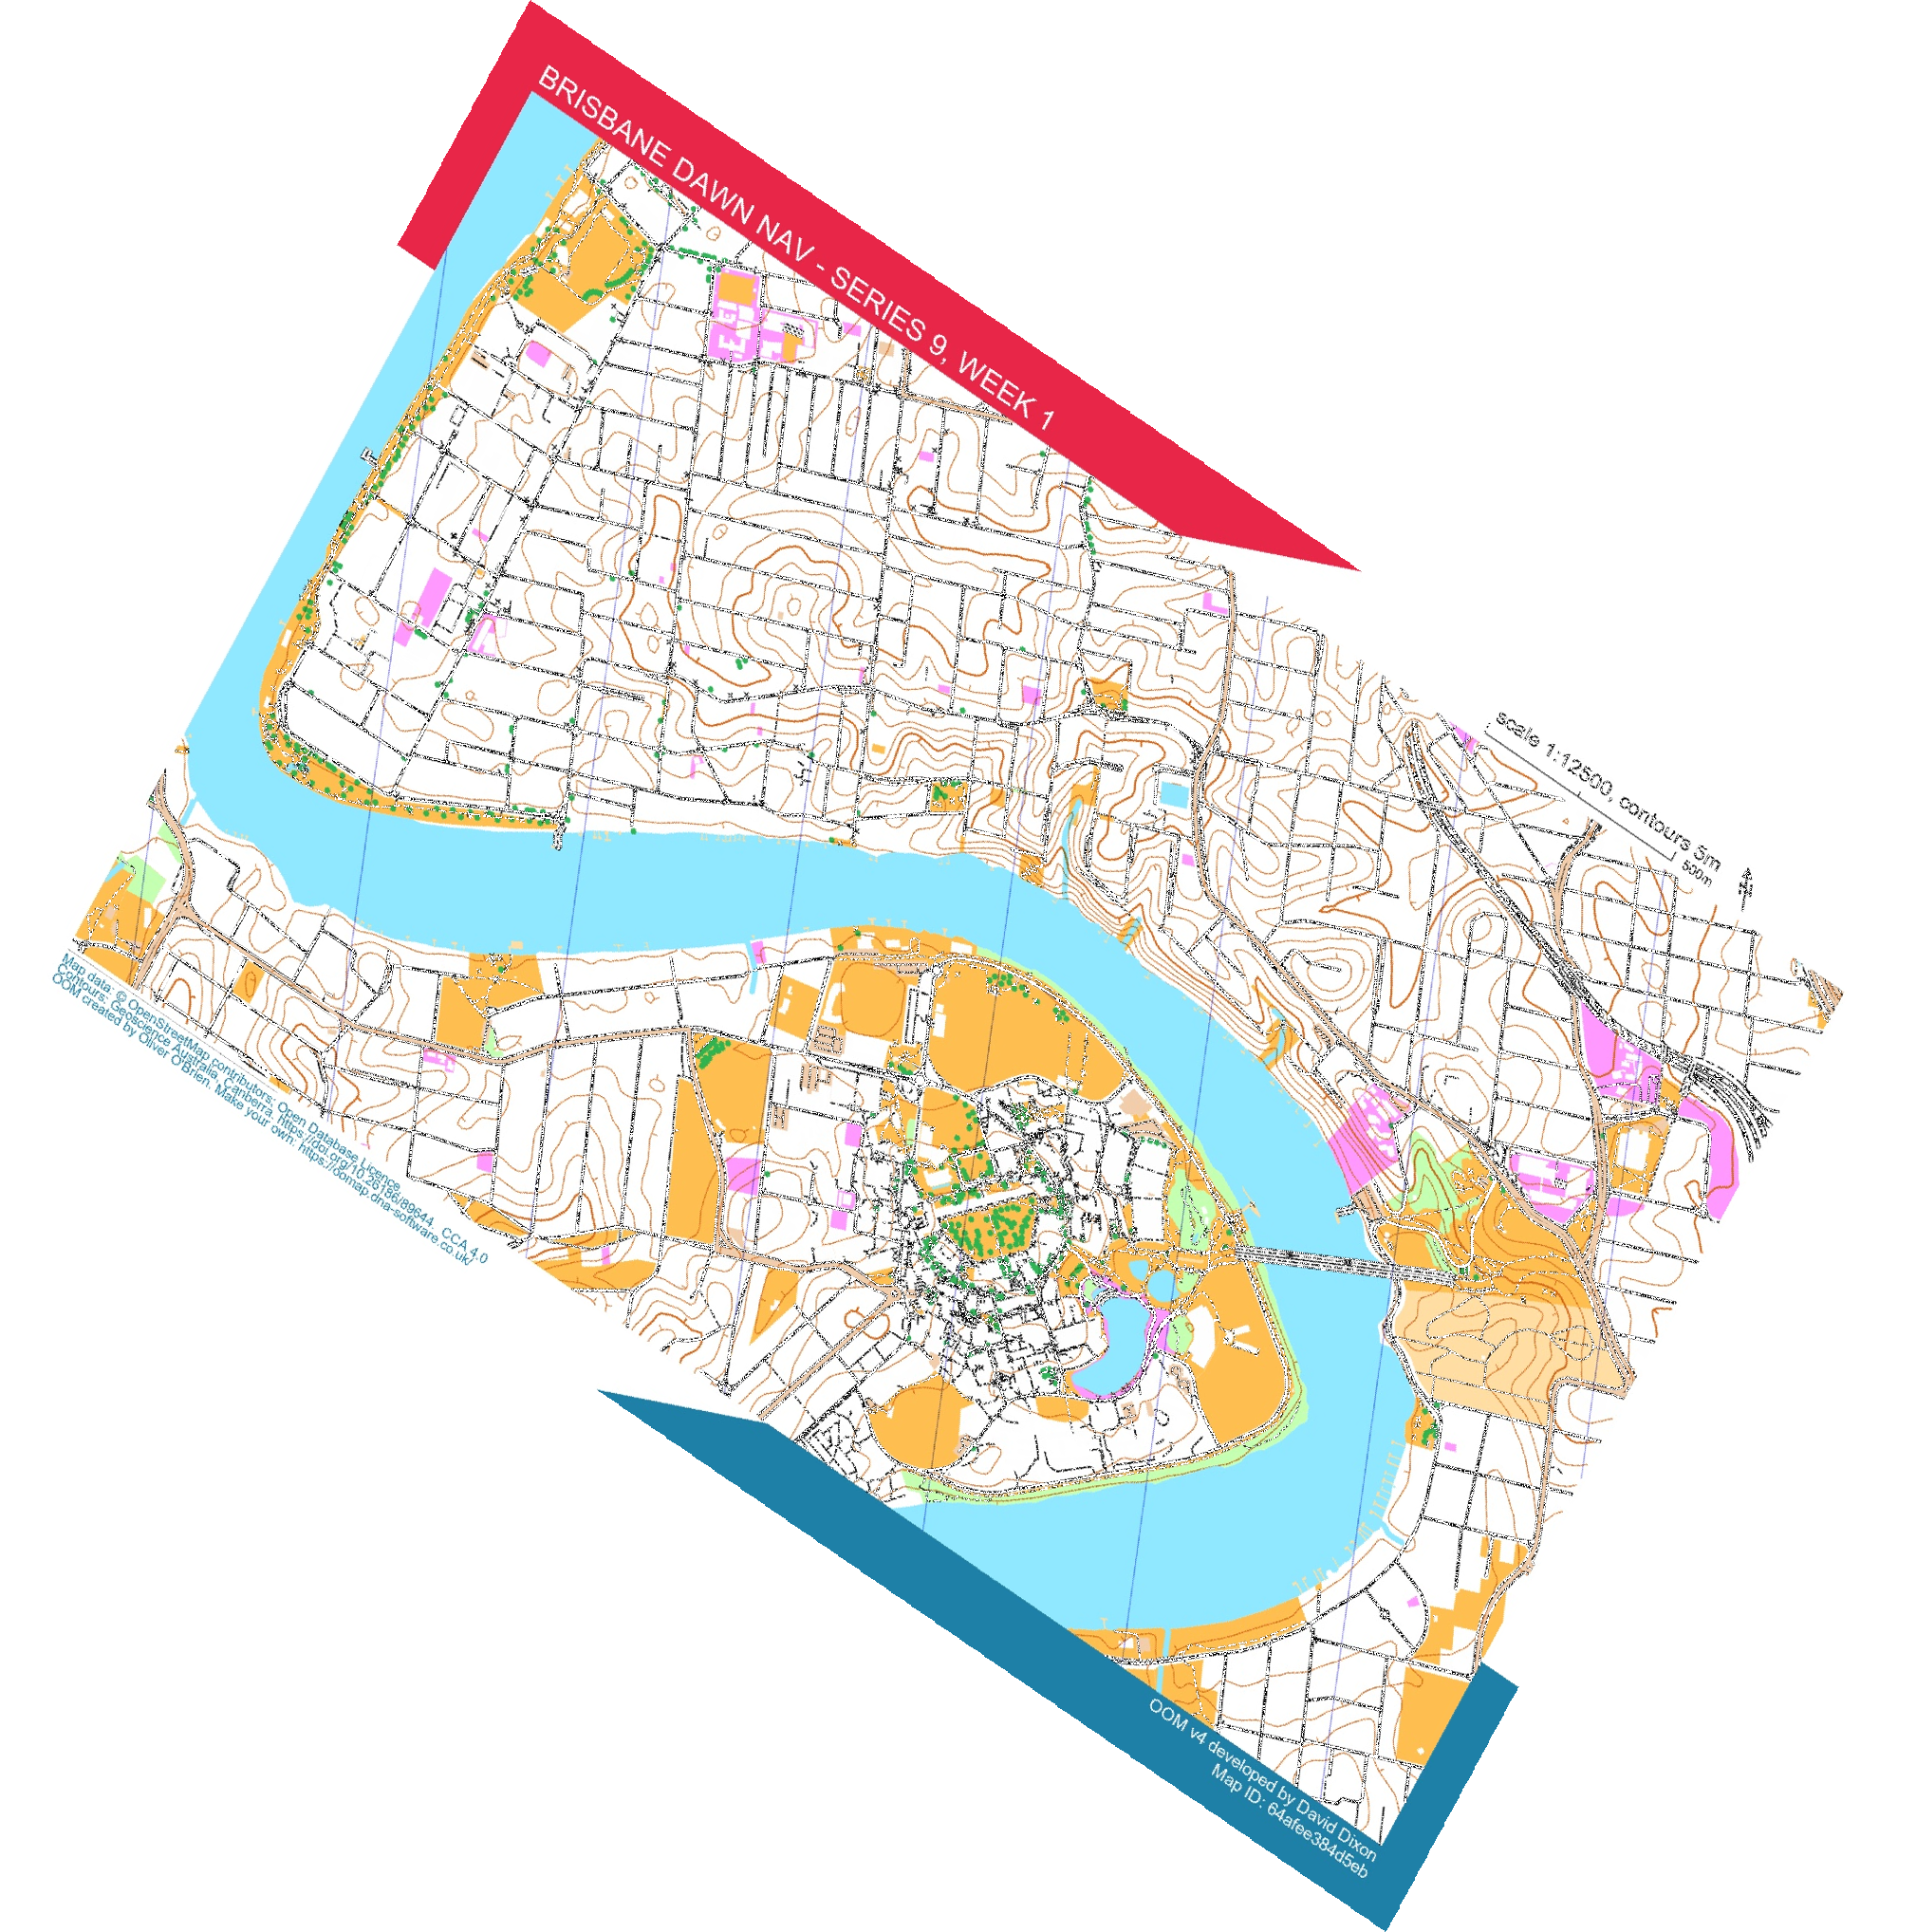 BRISBANE DAWN NAV - SERIES 9, WEEK 1
scale 1:12500, contours 5m
500m
Map data: © OpenStreetMap contributors: Open Database Licence.
Contours: Geoscience Australia, Canberra. https://doi.org/10.26186/89644. CCA 4.0
OOM created by Oliver O'Brien. Make your own: https://oomap.dna-software.co.uk/
OOM v4 developed by David Dixon
Map ID: 64afee384d5eb